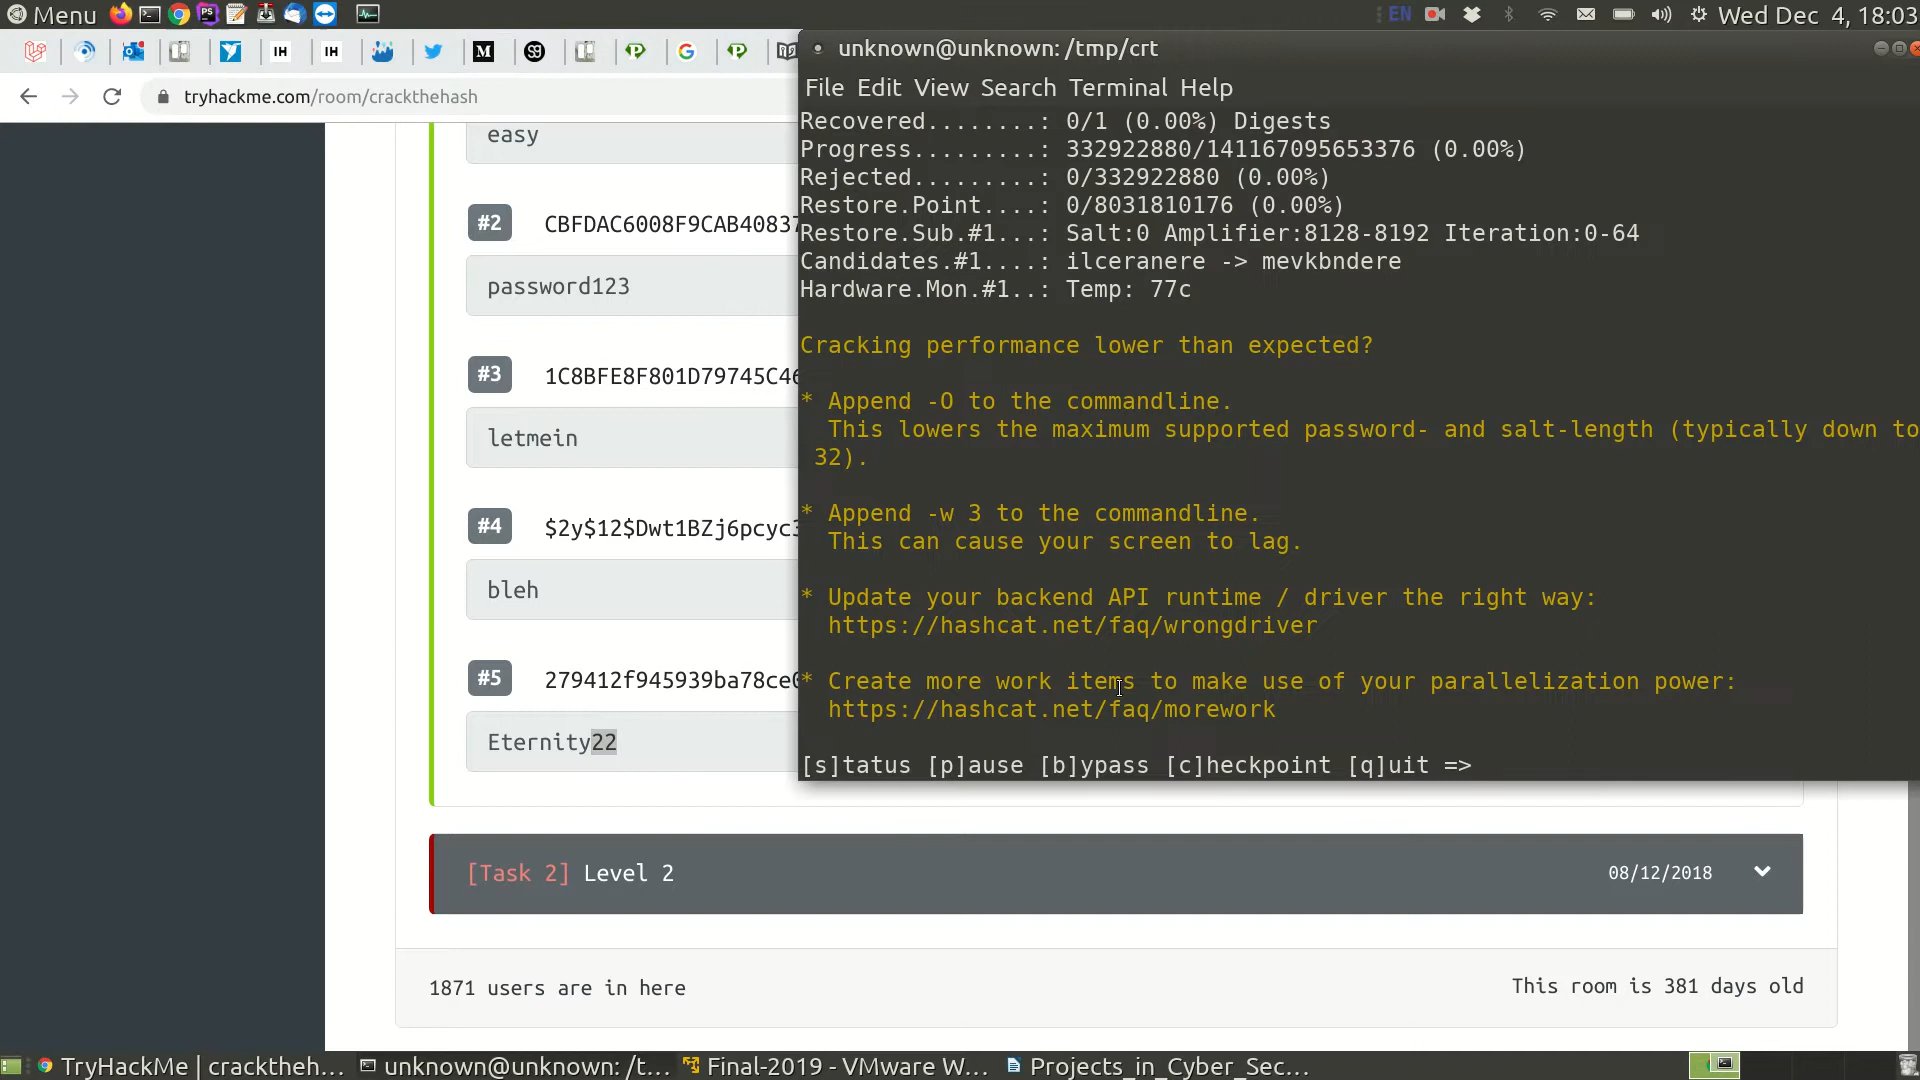 Menu
EN
Wed Dec 4, 18:03
tryhackme.com/room/crackthehash
easy
#2 CBFDAC6008F9CAB40837
password123
#3 1C8BFE8F801D79745C46
letmein
#4 $2y$12$Dwt1BZj6pcyc3
bleh
#5 279412f945939ba78ce0
Eternity22
unknown@unknown: /tmp/crt
File Edit View Search Terminal Help
Recovered........: 0/1 (0.00%) Digests
Progress.........: 332922880/141167095653376 (0.00%)
Rejected.........: 0/332922880 (0.00%)
Restore.Point....: 0/8031810176 (0.00%)
Restore.Sub.#1...: Salt:0 Amplifier:8128-8192 Iteration:0-64
Candidates.#1....: ilceranere -> mevkbndere
Hardware.Mon.#1..: Temp: 77c
Cracking performance lower than expected?
* Append -O to the commandline.
This lowers the maximum supported password- and salt-length (typically down to
32).
* Append -w 3 to the commandline.
This can cause your screen to lag.
* Update your backend API runtime / driver the right way:
https://hashcat.net/faq/wrongdriver
* Create more work items to make use of your parallelization power:
https://hashcat.net/faq/morework
[s]tatus [p]ause [b]ypass [c]heckpoint [q]uit =>
[Task 2] Level 2
08/12/2018
1871 users are in here
This room is 381 days old
TryHackMe | cracktheh...
unknown@unknown: /t...
Final-2019 - VMware W...
Projects_in_Cyber_Sec...